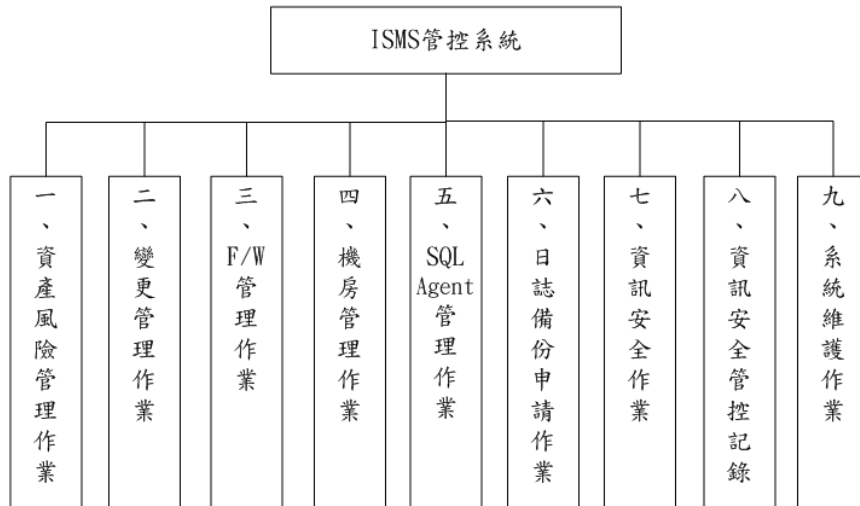 ISMS管控系統
一、資產風險管理作業
二、變更管理作業
三、F/W管理作業
四、機房管理作業
五、SQL Agent管理作業
六、日誌備份申請作業
七、資訊安全作業
八、資訊安全管控記錄
九、系統維護作業